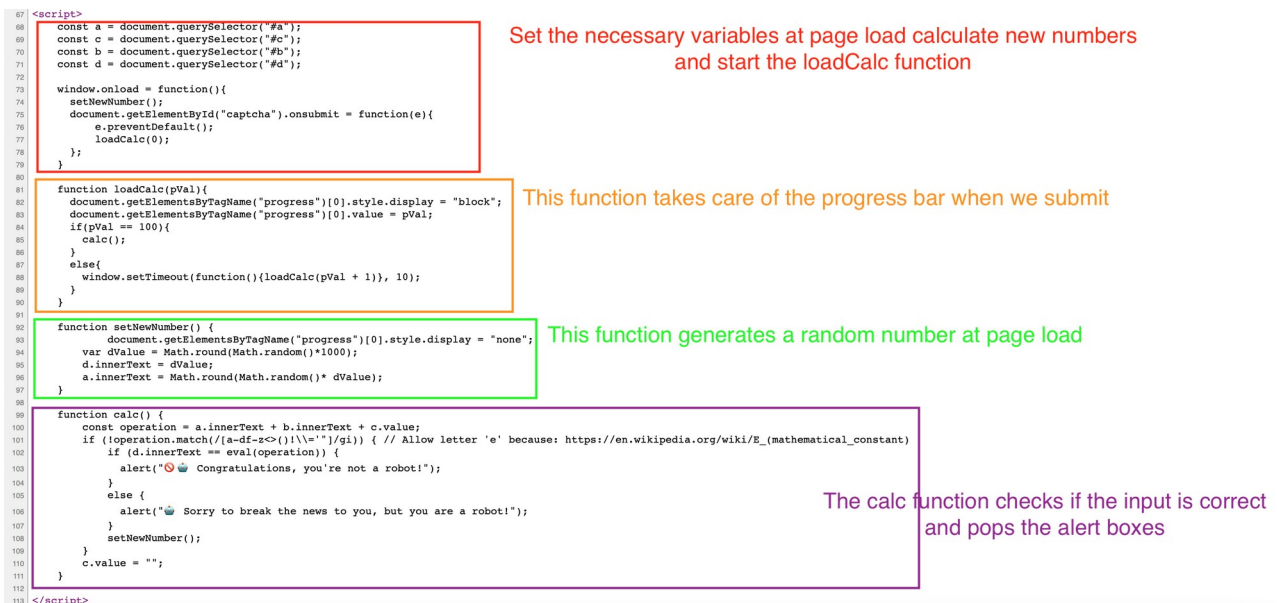 67 <script>
68 const a = document.querySelector("#a");
69 const c = document.querySelector("#c");
70 const b = document.querySelector("#b");
71 const d = document.querySelector("#d");
72
73 window.onload = function(){
74 setNewNumber();
75 document.getElementById("captcha").onsubmit = function(e){
76 e.preventDefault();
77 loadCalc(0);
78 };
79 }
Set the necessary variables at page load calculate new numbers
and start the loadCalc function
80
81 function loadCalc(pVal){
82 document.getElementsByTagName("progress")[0].style.display = "block";
83 document.getElementsByTagName("progress")[0].value = pVal;
84 if(pVal == 100){
85 calc();
86 }
87 else{
88 window.setTimeout(function(){loadCalc(pVal + 1)}, 10);
89 }
90 }
This function takes care of the progress bar when we submit
91
92 function setNewNumber() {
93 document.getElementsByTagName("progress")[0].style.display = "none";
94 var dValue = Math.round(Math.random()*1000);
95 d.innerText = dValue;
96 a.innerText = Math.round(Math.random()* dValue);
97 }
This function generates a random number at page load
98
99 function calc() {
100 const operation = a.innerText + b.innerText + c.value;
101 if (!operation.match(/[a-df-z<>()!\\='"]/gi)) { // Allow letter 'e' because: https://en.wikipedia.org/wiki/E_(mathematical_constant)
102 if (d.innerText == eval(operation)) {
103 alert("🚫🤖 Congratulations, you're not a robot!");
104 }
105 else {
106 alert("🤖 Sorry to break the news to you, but you are a robot!");
107 }
108 setNewNumber();
109 }
110 c.value = "";
111 }
The calc function checks if the input is correct
and pops the alert boxes
112
113 </script>